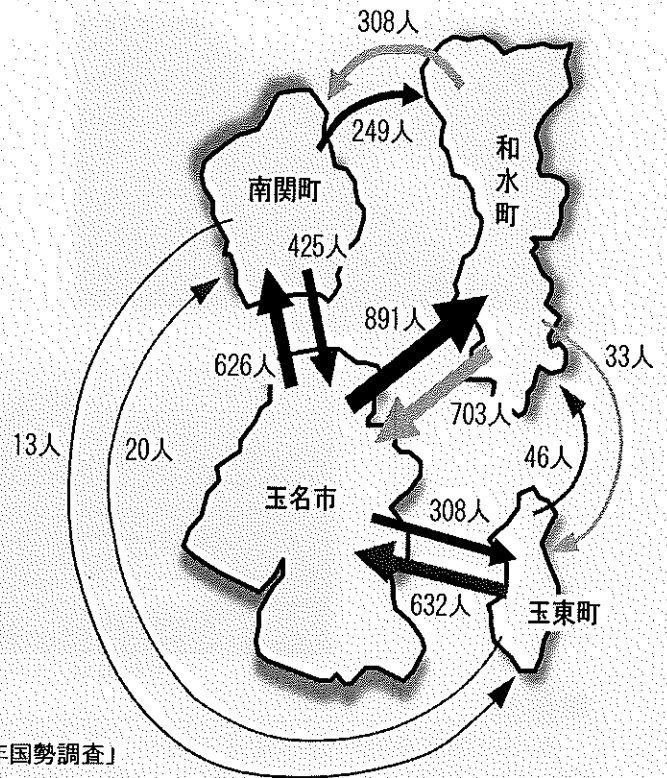 308人
249人
和水町
南関町
425人
891人
626人
33人
703人
13人
20人
46人
玉名市
308人
632人
玉東町
年国勢調査」